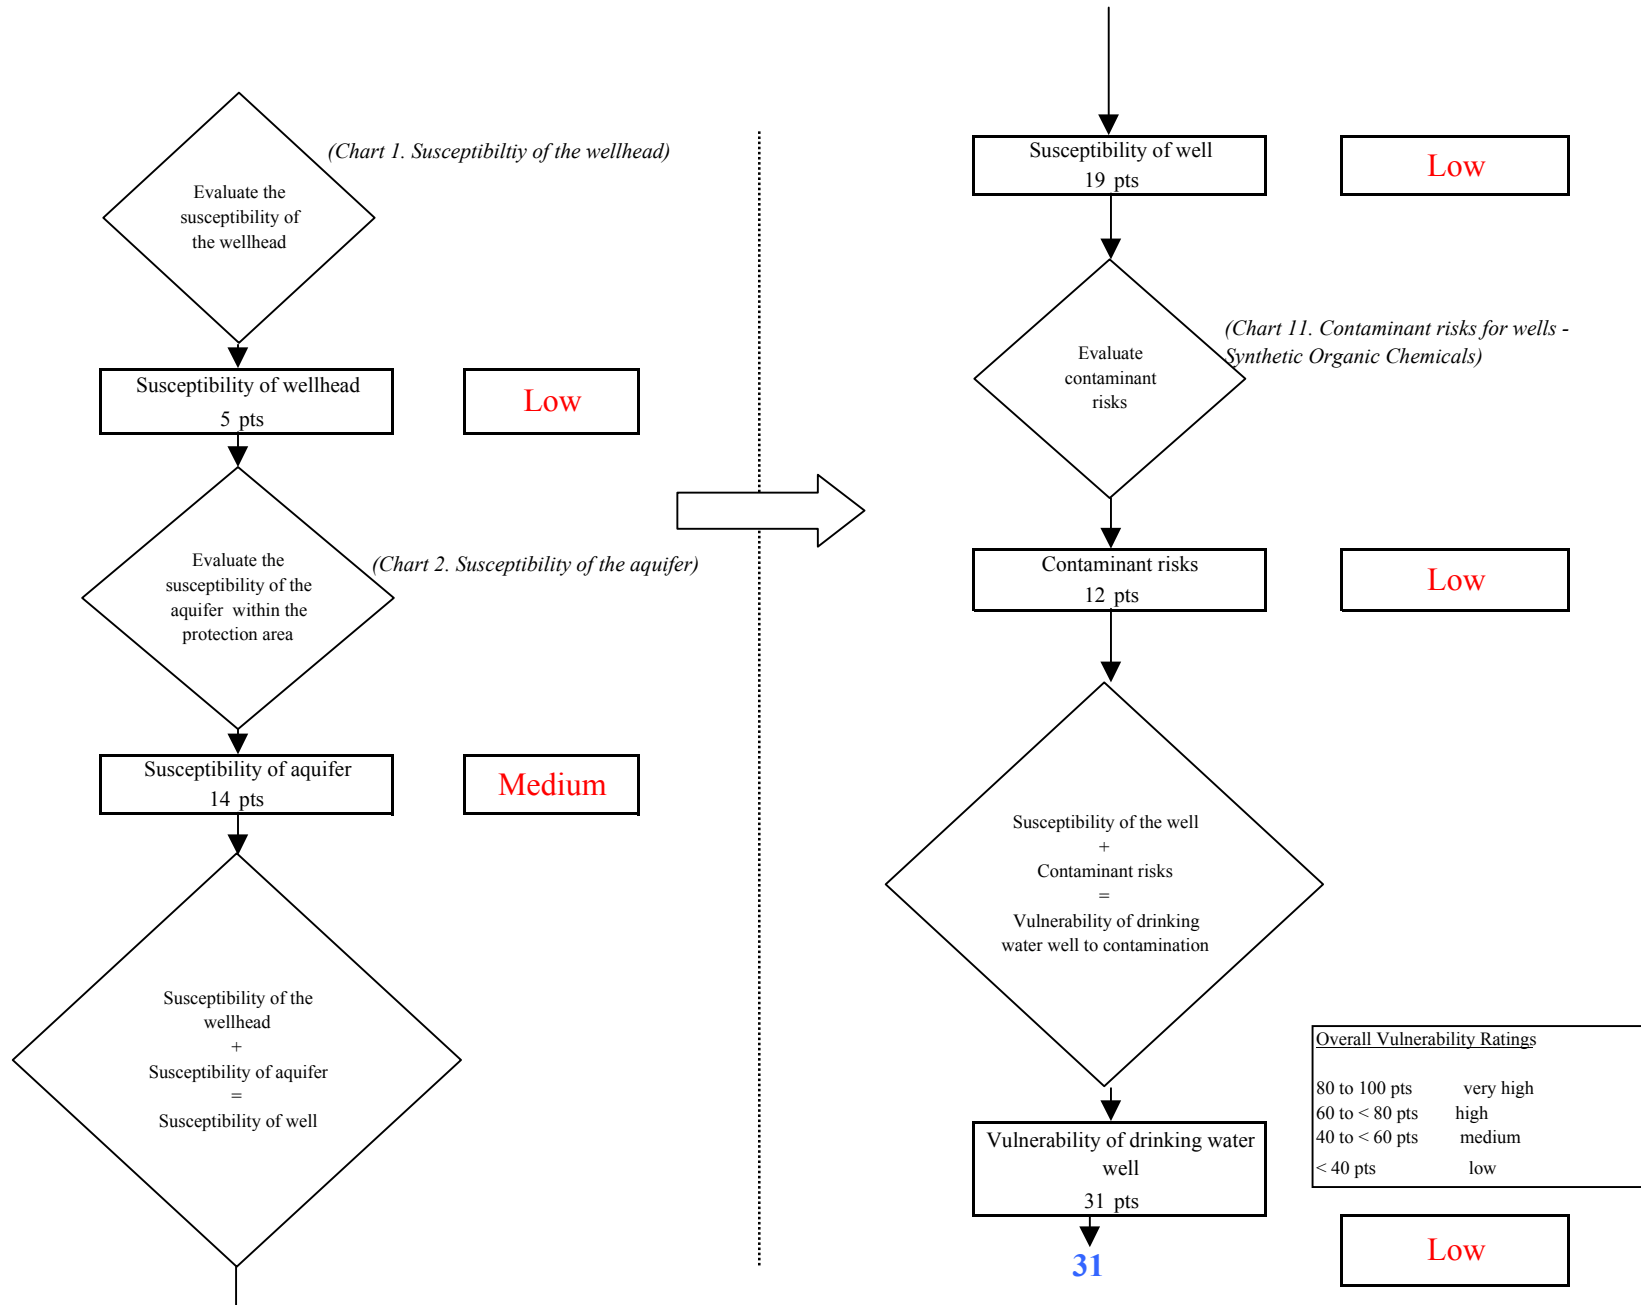 (Chart 1. Susceptibiltiy of the wellhead)
Evaluate the
susceptibility of
the wellhead
Susceptibility of wellhead
5 pts
Low
Evaluate the
susceptibility of the
aquifer within the
protection area
(Chart 2. Susceptibility of the aquifer)
Susceptibility of aquifer
14 pts
Medium
Susceptibility of the
wellhead
+
Susceptibility of aquifer
=
Susceptibility of well
Susceptibility of well
19 pts
Low
(Chart 11. Contaminant risks for wells -
Synthetic Organic Chemicals)
Evaluate
contaminant
risks
Contaminant risks
12 pts
Low
Susceptibility of the well
+
Contaminant risks
=
Vulnerability of drinking
water well to contamination
Overall Vulnerability Ratings
80 to 100 pts very high
60 to < 80 pts high
40 to < 60 pts medium
< 40 pts low
Vulnerability of drinking water
well
31 pts
31
Low